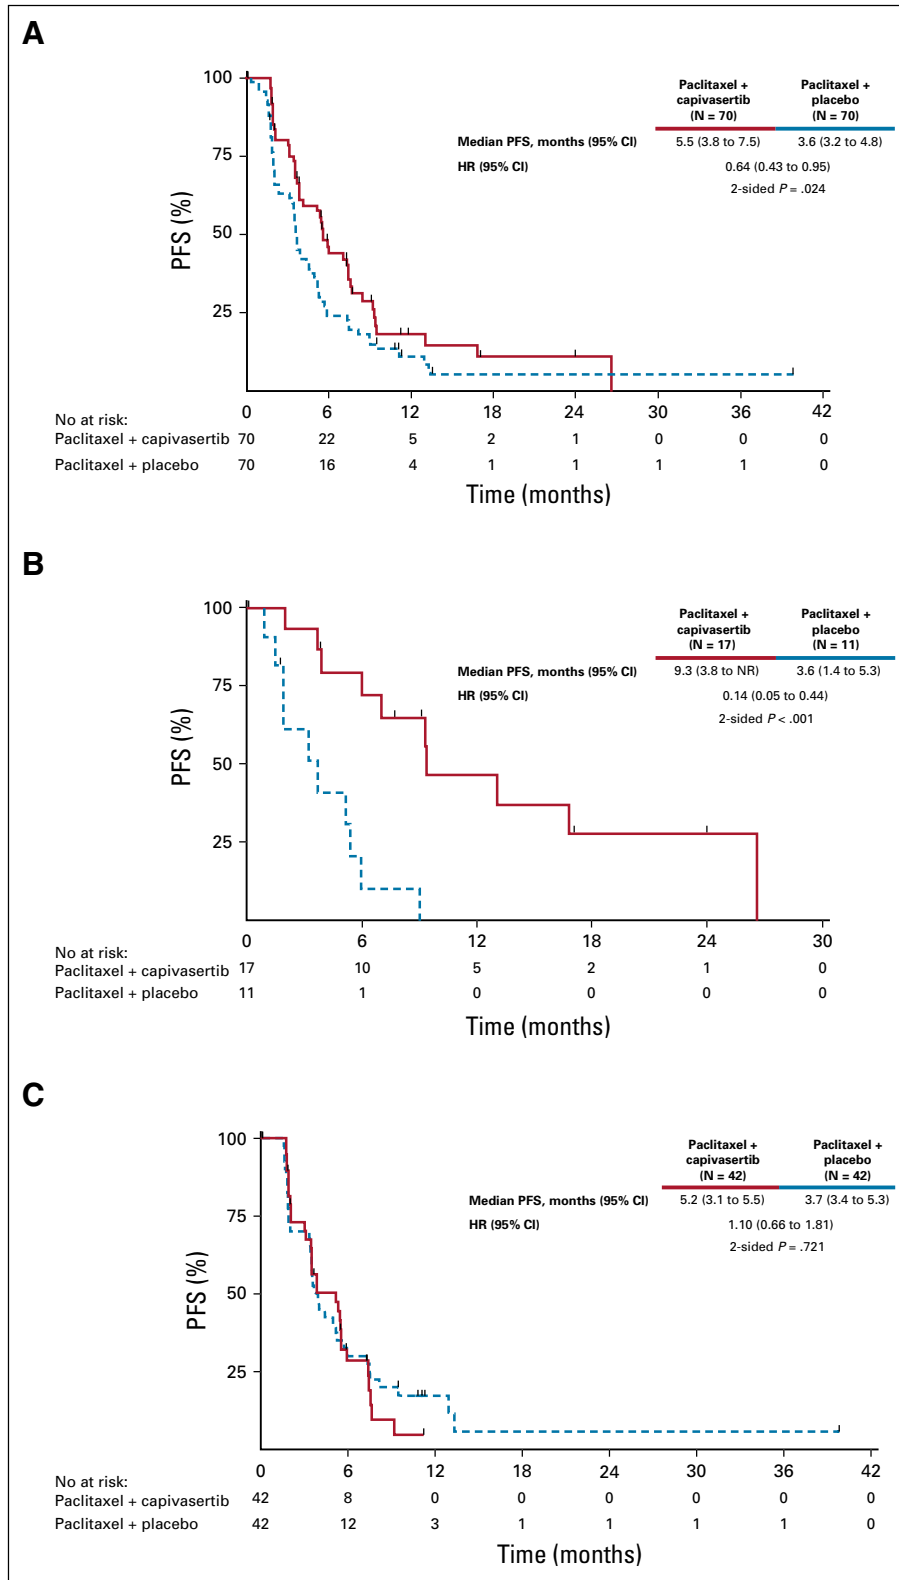 A
Paclitaxel + capivasertib (N = 70) Paclitaxel + placebo (N = 70)
Median PFS, months (95% CI) 5.5 (3.8 to 7.5) 3.6 (3.2 to 4.8)
HR (95% CI) 0.64 (0.43 to 0.95)
2-sided P = .024
PFS (%)
100
75
50
25
0 6 12 18 24 30 36 42
No at risk:
Paclitaxel + capivasertib 70 22 5 2 1 0 0 0
Paclitaxel + placebo 70 16 4 1 1 1 1 0
Time (months)
B
Paclitaxel + capivasertib (N = 17) Paclitaxel + placebo (N = 11)
Median PFS, months (95% CI) 9.3 (3.8 to NR) 3.6 (1.4 to 5.3)
HR (95% CI) 0.14 (0.05 to 0.44)
2-sided P < .001
PFS (%)
100
75
50
25
0 6 12 18 24 30
No at risk:
Paclitaxel + capivasertib 17 10 5 2 1 0
Paclitaxel + placebo 11 1 0 0 0 0
Time (months)
C
Paclitaxel + capivasertib (N = 42) Paclitaxel + placebo (N = 42)
Median PFS, months (95% CI) 5.2 (3.1 to 5.5) 3.7 (3.4 to 5.3)
HR (95% CI) 1.10 (0.66 to 1.81)
2-sided P = .721
PFS (%)
100
75
50
25
0 6 12 18 24 30 36 42
No at risk:
Paclitaxel + capivasertib 42 8 0 0 0 0 0 0
Paclitaxel + placebo 42 12 3 1 1 1 1 0
Time (months)